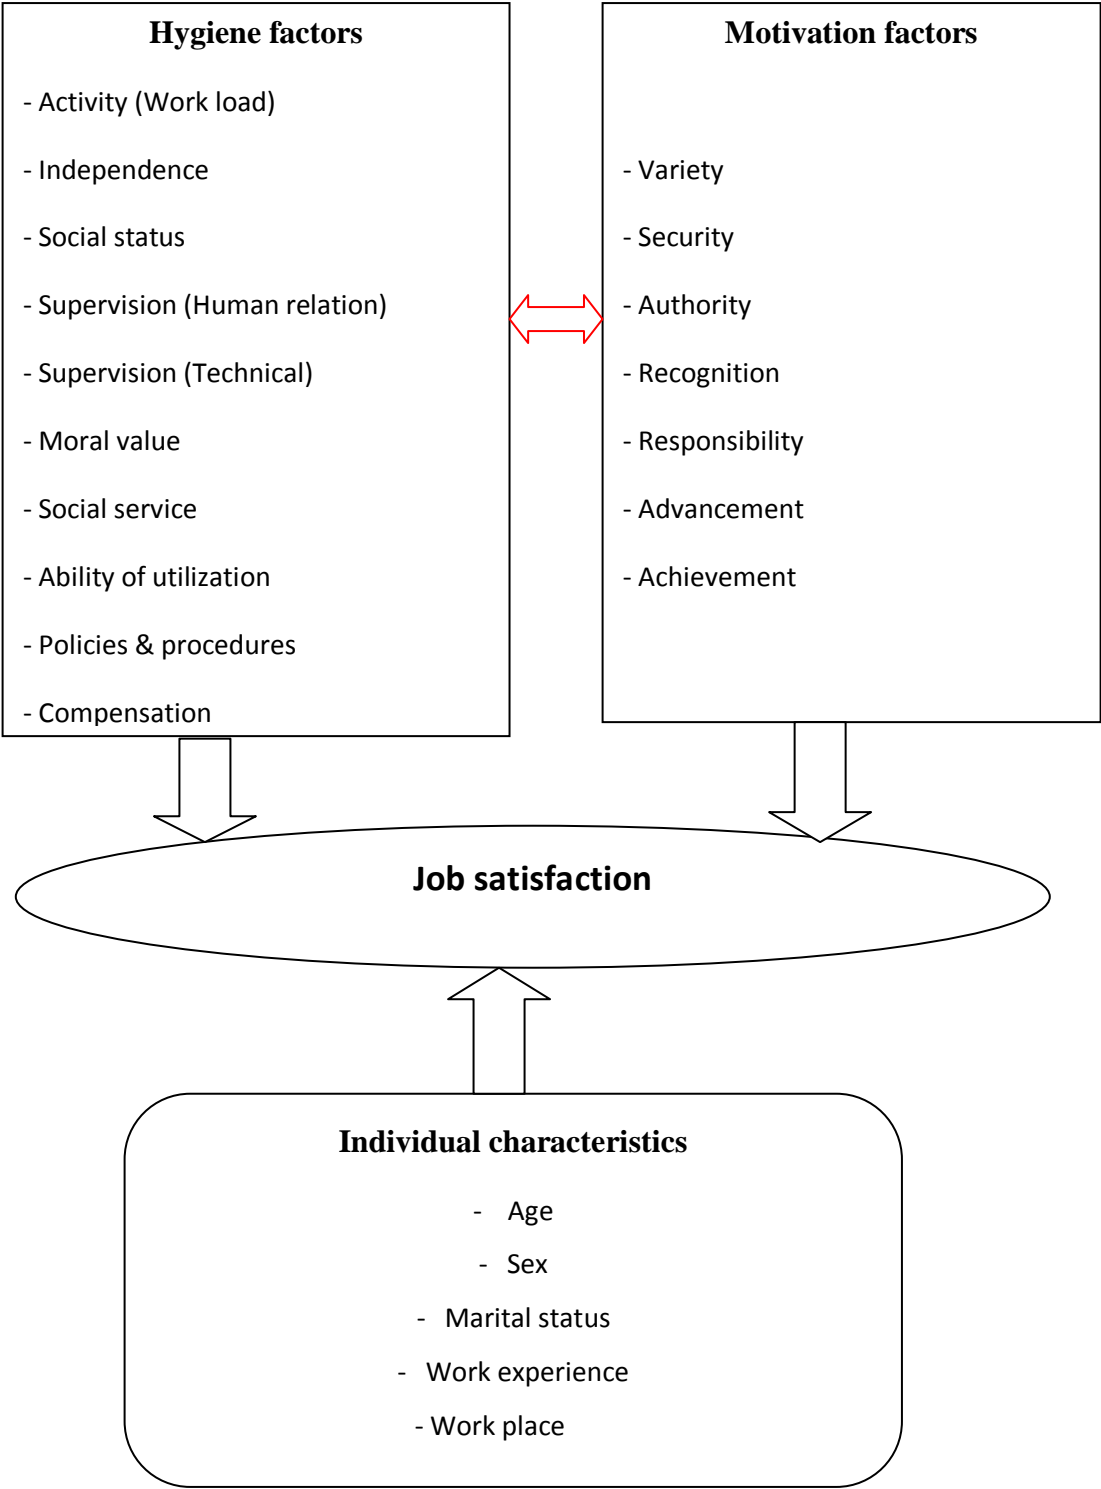 Hygiene factors
- Activity (Work load)
- Independence
- Social status
- Supervision (Human relation)
- Supervision (Technical)
- Moral value
- Social service
- Ability of utilization
- Policies & procedures
- Compensation
Motivation factors
- Variety
- Security
- Authority
- Recognition
- Responsibility
- Advancement
- Achievement
Job satisfaction
Individual characteristics
- Age
- Sex
- Marital status
- Work experience
- Work place